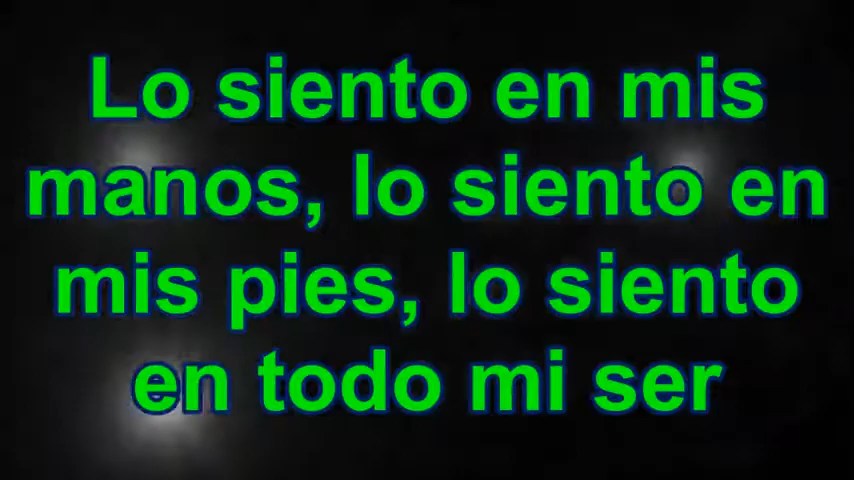 Lo siento en mis
manos, lo siento en
mis pies, lo siento
en todo mi ser